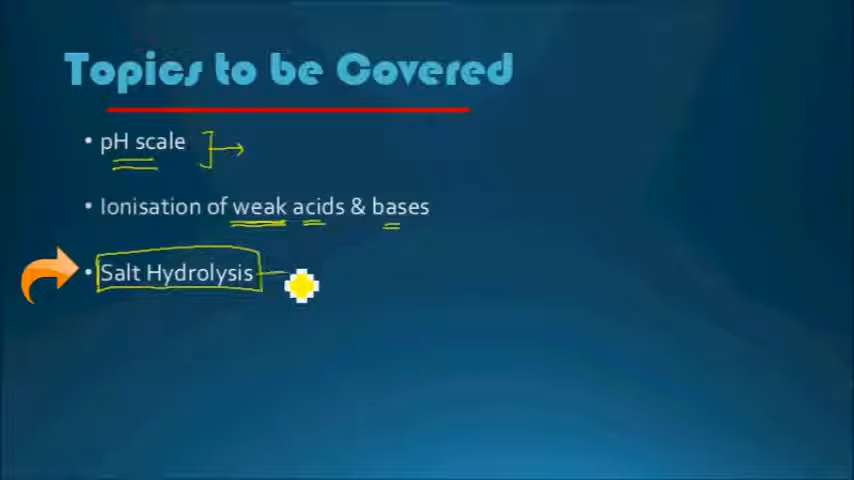 Topics to be Covered
• pH scale
• Ionisation of weak acids & bases
• Salt Hydrolysis